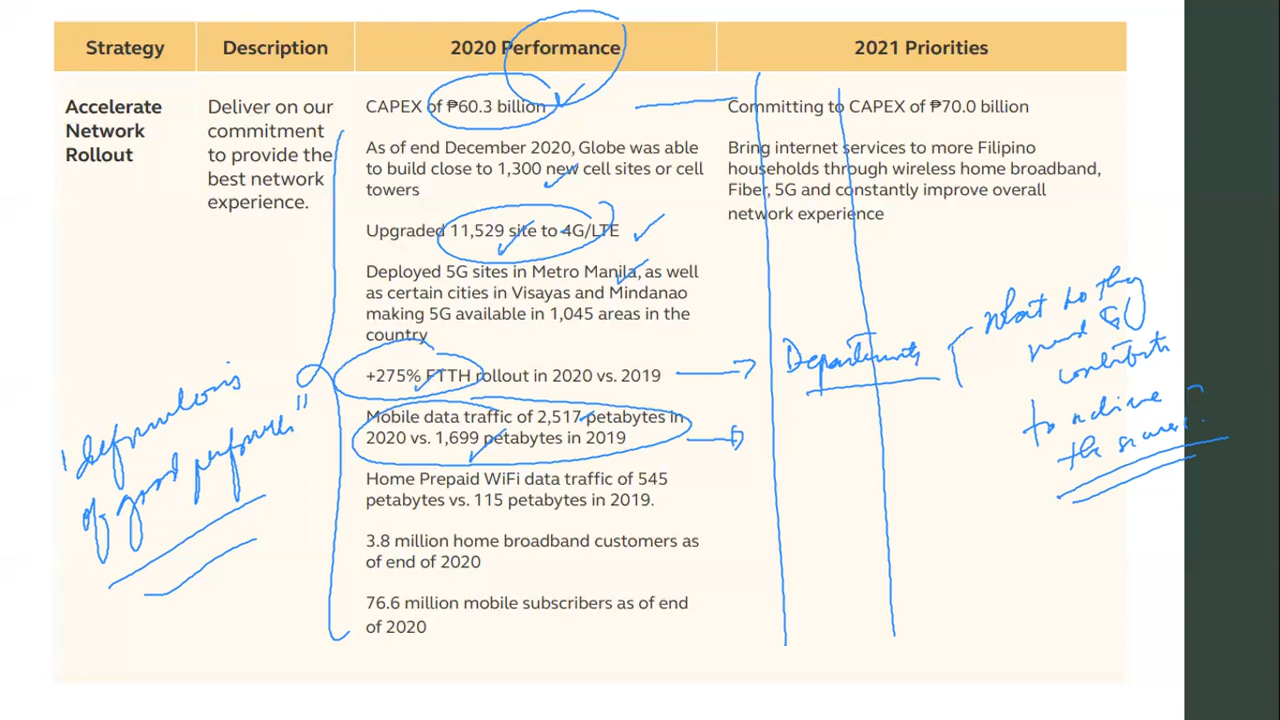 Strategy
Description
2020 Performance
2021 Priorities
Accelerate
Network
Rollout
Deliver on our
commitment
to provide the
best network
experience.
CAPEX of ₱60.3 billion
As of end December 2020, Globe was able
to build close to 1,300 new cell sites or cell
towers
Upgraded 11,529 site to 4G/LTE
Deployed 5G sites in Metro Manila, as well
as certain cities in Visayas and Mindanao
making 5G available in 1,045 areas in the
country
+275% FTTH rollout in 2020 vs. 2019
Mobile data traffic of 2,517 petabytes in
2020 vs. 1,699 petabytes in 2019
Home Prepaid WiFi data traffic of 545
petabytes vs. 115 petabytes in 2019.
3.8 million home broadband customers as
of end of 2020
76.6 million mobile subscribers as of end
of 2020
Committing to CAPEX of ₱70.0 billion
Bring internet services to more Filipino
households through wireless home broadband,
Fiber, 5G and constantly improve overall
network experience
of good
Departments
What do they
contribute
to
the